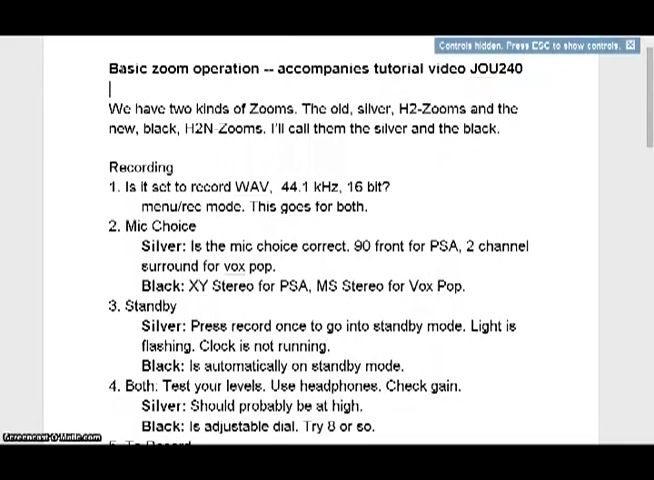 Controls hidden. Press ESC to show controls.
Basic zoom operation -- accompanies tutorial video JOU240
We have two kinds of Zooms. The old, silver, H2-Zooms and the
new, black, H2N-Zooms. I'll call them the silver and the black.
Recording
1. Is it set to record WAV, 44.1 kHz, 16 bit?
menu/rec mode. This goes for both.
2. Mic Choice
Silver: Is the mic choice correct. 90 front for PSA, 2 channel
surround for vox pop.
Black: XY Stereo for PSA, MS Stereo for Vox Pop.
3. Standby
Silver: Press record once to go into standby mode. Light is
flashing. Clock is not running.
Black: Is automatically on standby mode.
4. Both: Test your levels. Use headphones. Check gain.
Silver: Should probably be at high.
Black: Is adjustable dial. Try 8 or so.
Screencast-O-Matic.com
5. To Record